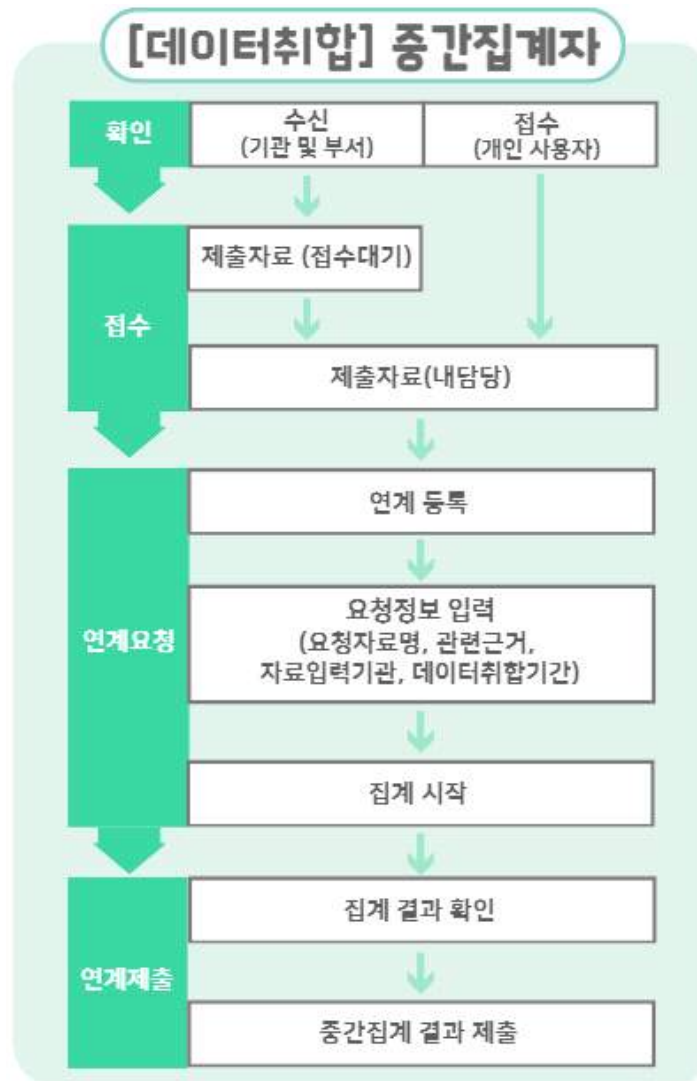 [데이터취합] 중간집계자
확인
수신
(기관 및 부서)
접수
(개인 사용자)
접수
제출자료 (접수대기)
제출자료(내담당)
연계요청
연계 등록
요청정보 입력
(요청자료명, 관련근거,
자료입력기관, 데이터취합기간)
집계 시작
연계제출
집계 결과 확인
중간집계 결과 제출